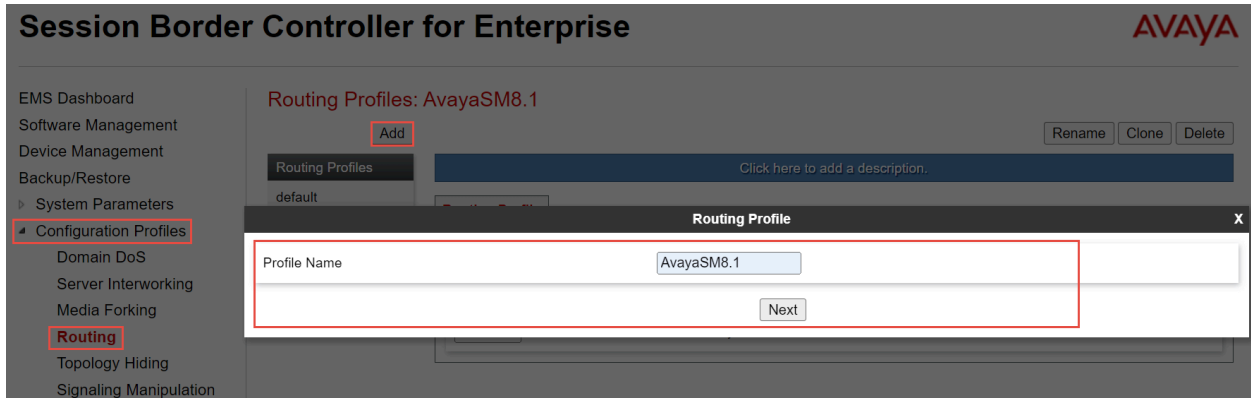 Session Border Controller for Enterprise
AVAYA
EMS Dashboard
Software Management
Device Management
Backup/Restore
System Parameters
Configuration Profiles
Domain DoS
Server Interworking
Media Forking
Routing
Topology Hiding
Signaling Manipulation
Routing Profiles: AvayaSM8.1
Add
Rename Clone Delete
Routing Profiles
default
Click here to add a description.
Routing Profile
X
Profile Name AvayaSM8.1
Next